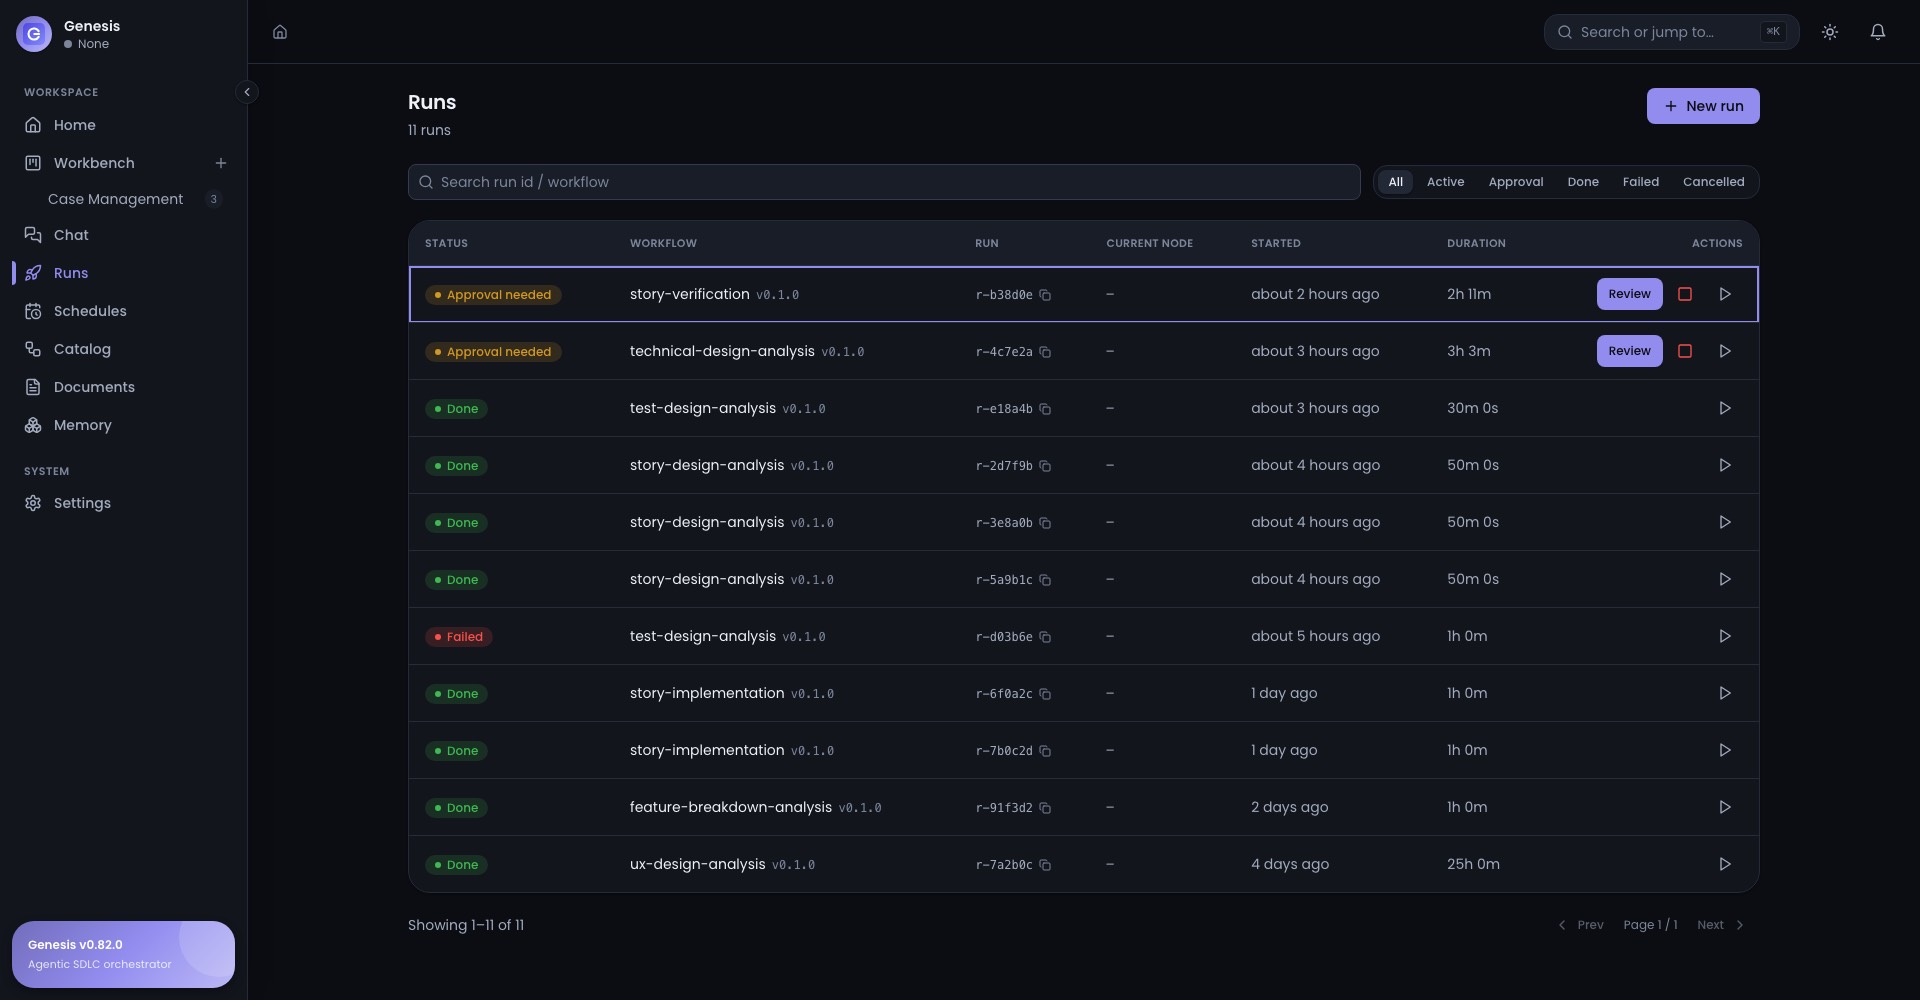 Genesis
None
WORKSPACE
Home
Workbench
Case Management 3
Chat
Runs
Schedules
Catalog
Documents
Memory
SYSTEM
Settings
Genesis v0.82.0
Agentic SDLC orchestrator
Search or jump to... ⌘K
Runs
11 runs
New run
Search run id / workflow
All Active Approval Done Failed Cancelled
STATUS WORKFLOW RUN CURRENT NODE STARTED DURATION ACTIONS
Approval needed story-verification v0.1.0 r-b38d0e – about 2 hours ago 2h 11m Review
Approval needed technical-design-analysis v0.1.0 r-4c7e2a – about 3 hours ago 3h 3m Review
Done test-design-analysis v0.1.0 r-e18a4b – about 3 hours ago 30m 0s
Done story-design-analysis v0.1.0 r-2d7f9b – about 4 hours ago 50m 0s
Done story-design-analysis v0.1.0 r-3e8a0b – about 4 hours ago 50m 0s
Done story-design-analysis v0.1.0 r-5a9b1c – about 4 hours ago 50m 0s
Failed test-design-analysis v0.1.0 r-d03b6e – about 5 hours ago 1h 0m
Done story-implementation v0.1.0 r-6f0a2c – 1 day ago 1h 0m
Done story-implementation v0.1.0 r-7b0c2d – 1 day ago 1h 0m
Done feature-breakdown-analysis v0.1.0 r-91f3d2 – 2 days ago 1h 0m
Done ux-design-analysis v0.1.0 r-7a2b0c – 4 days ago 25h 0m
Showing 1–11 of 11
Prev Page 1 / 1 Next